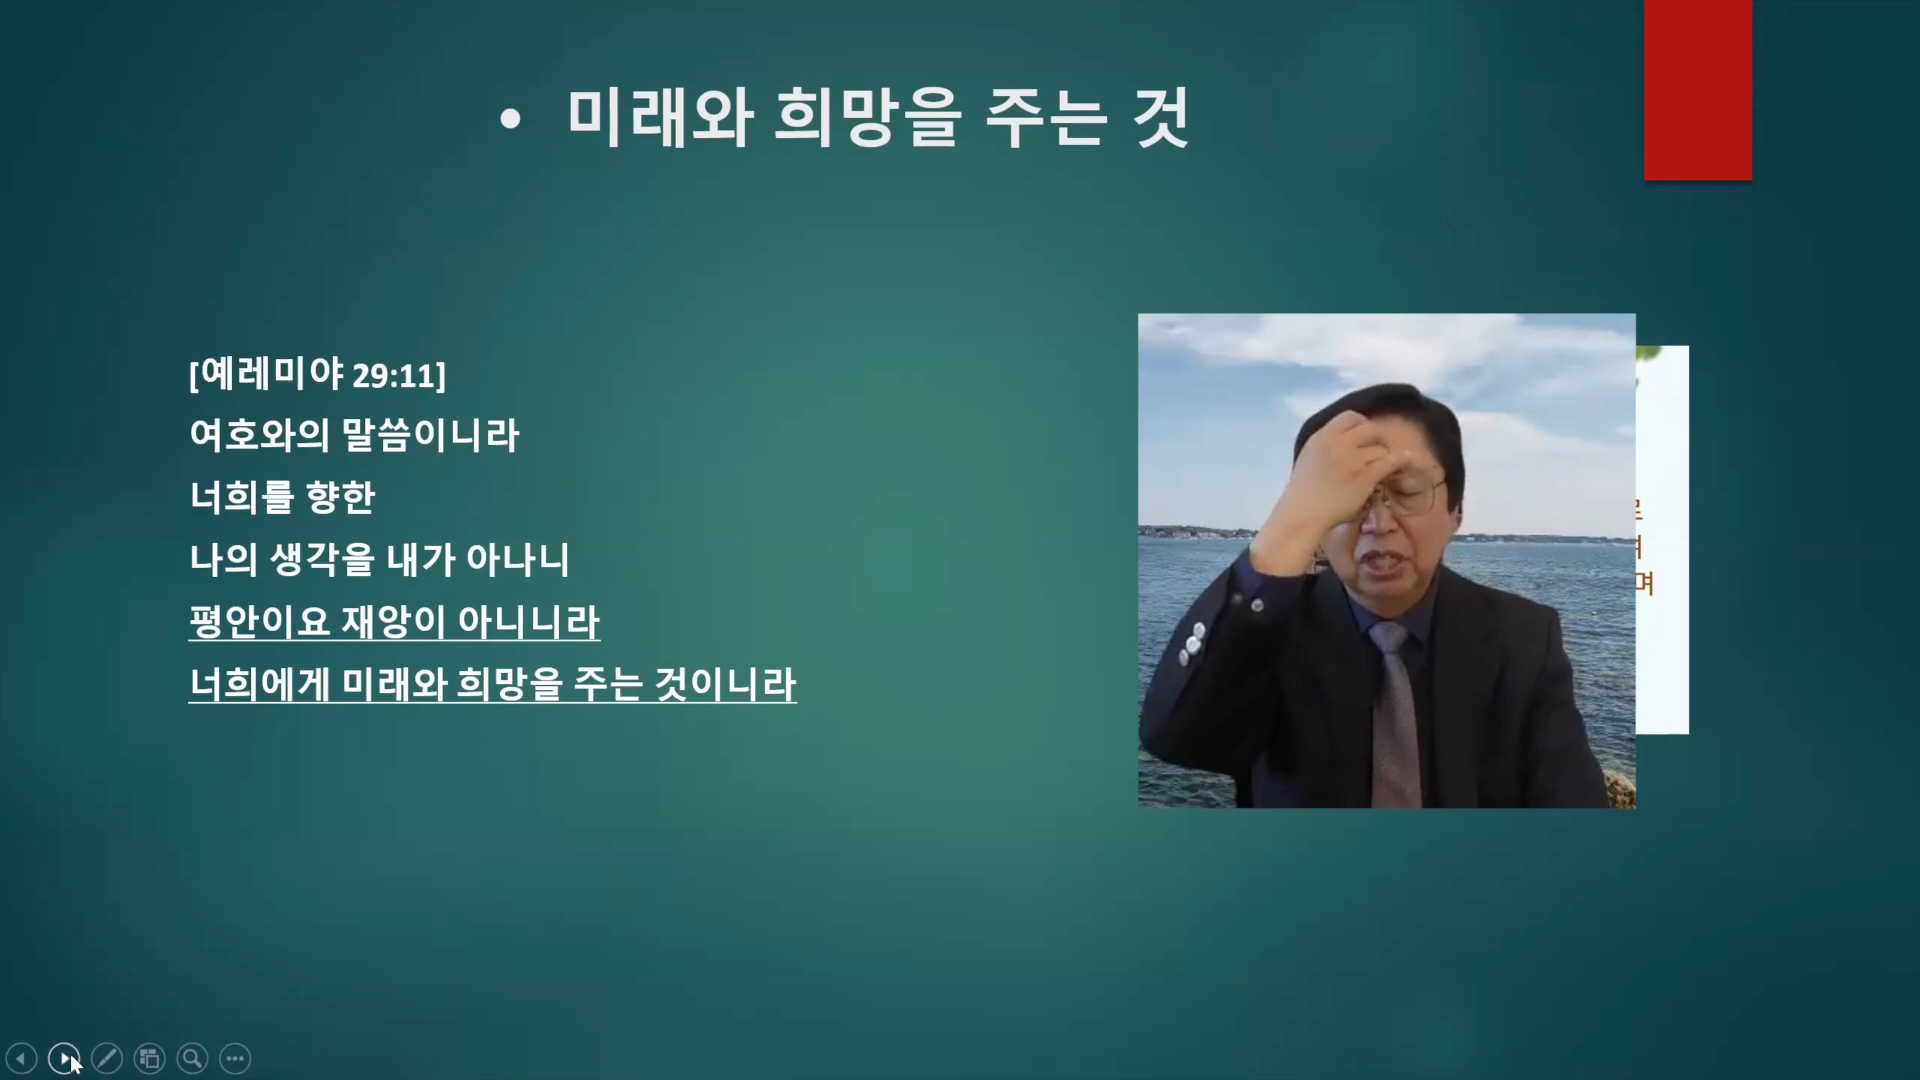 • 미래와 희망을 주는 것
[예레미야 29:11]
여호와의 말씀이니라
너희를 향한
나의 생각을 내가 아나니
평안이요 재앙이 아니니라
너희에게 미래와 희망을 주는 것이니라
며